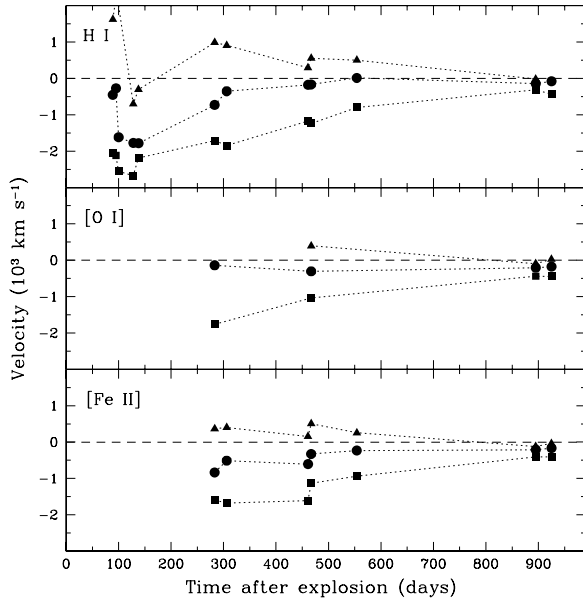 H I
1
0
-1
-2
[O I]
1
0
-1
-2
[Fe II]
1
0
-1
-2
Velocity (10³ km s⁻¹)
0 100 200 300 400 500 600 700 800 900
Time after explosion (days)